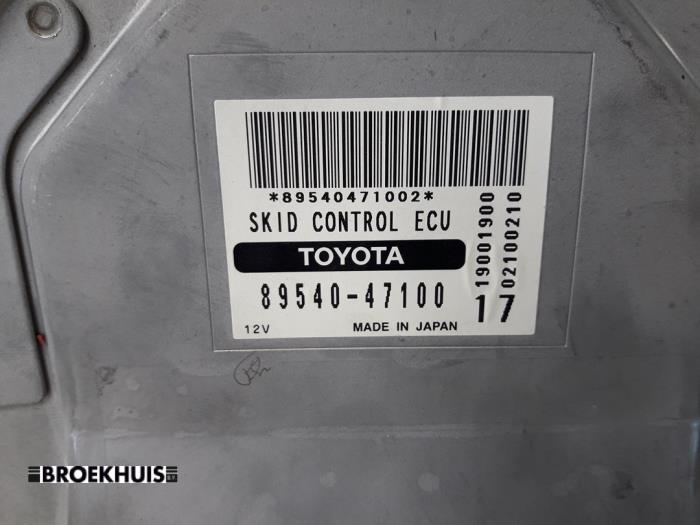 *89540471002*
SKID CONTROL ECU
TOYOTA
89540-47100
12V
MADE IN JAPAN
19001900
02100210
17
BROEKHUIS